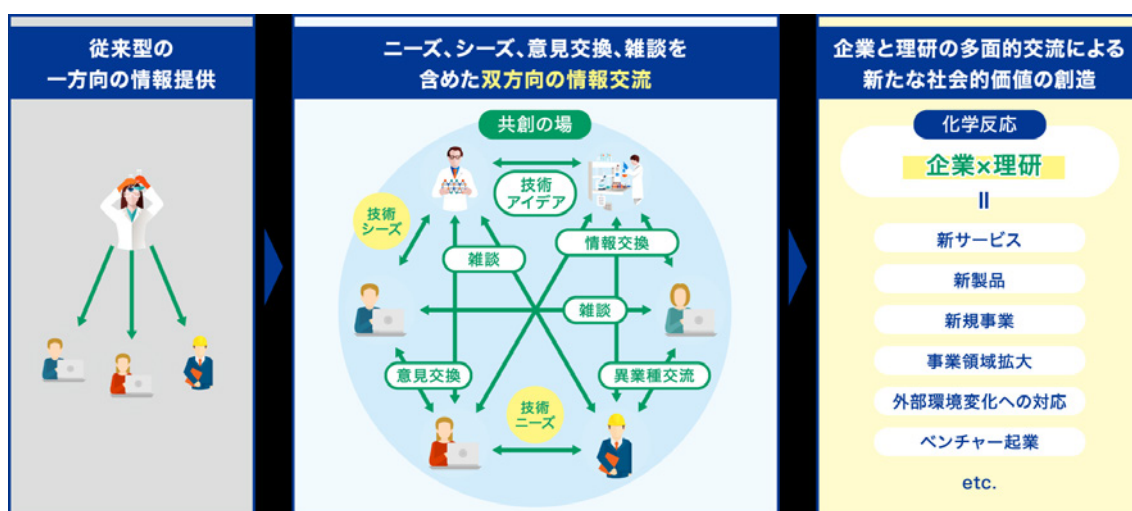 従来型の
一方向の情報提供
ニーズ、シーズ、意見交換、雑談を
含めた双方向の情報交流
共創の場
技術
アイデア
技術
シーズ
雑談
情報交換
雑談
意見交換
異業種交流
技術
ニーズ
企業と理研の多面的交流による
新たな社会的価値の創造
化学反応
企業×理研
=
新サービス
新製品
新規事業
事業領域拡大
外部環境変化への対応
ベンチャー起業
etc.